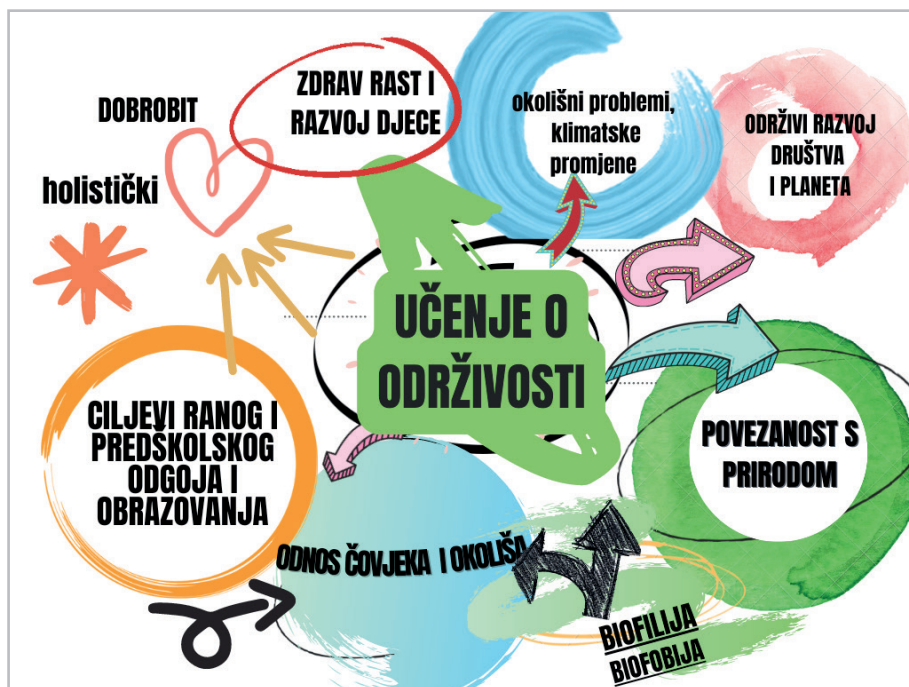 ZDRAV RAST I
RAZVOJ DJECE
DOBROBIT
holistički
okolišni problemi,
klimatske
promjene
ODRŽIVI RAZVOJ
DRUŠTVA
I PLANETA
UČENJE O
ODRŽIVOSTI
CILJEVI RANOG I
PREDŠKOLSKOG
ODGOJA I
OBRAZOVANJA
POVEZANOST S
PRIRODOM
ODNOS ČOVJEKA I OKOLIŠA
BIOFILIJA
BIOFOBIJA